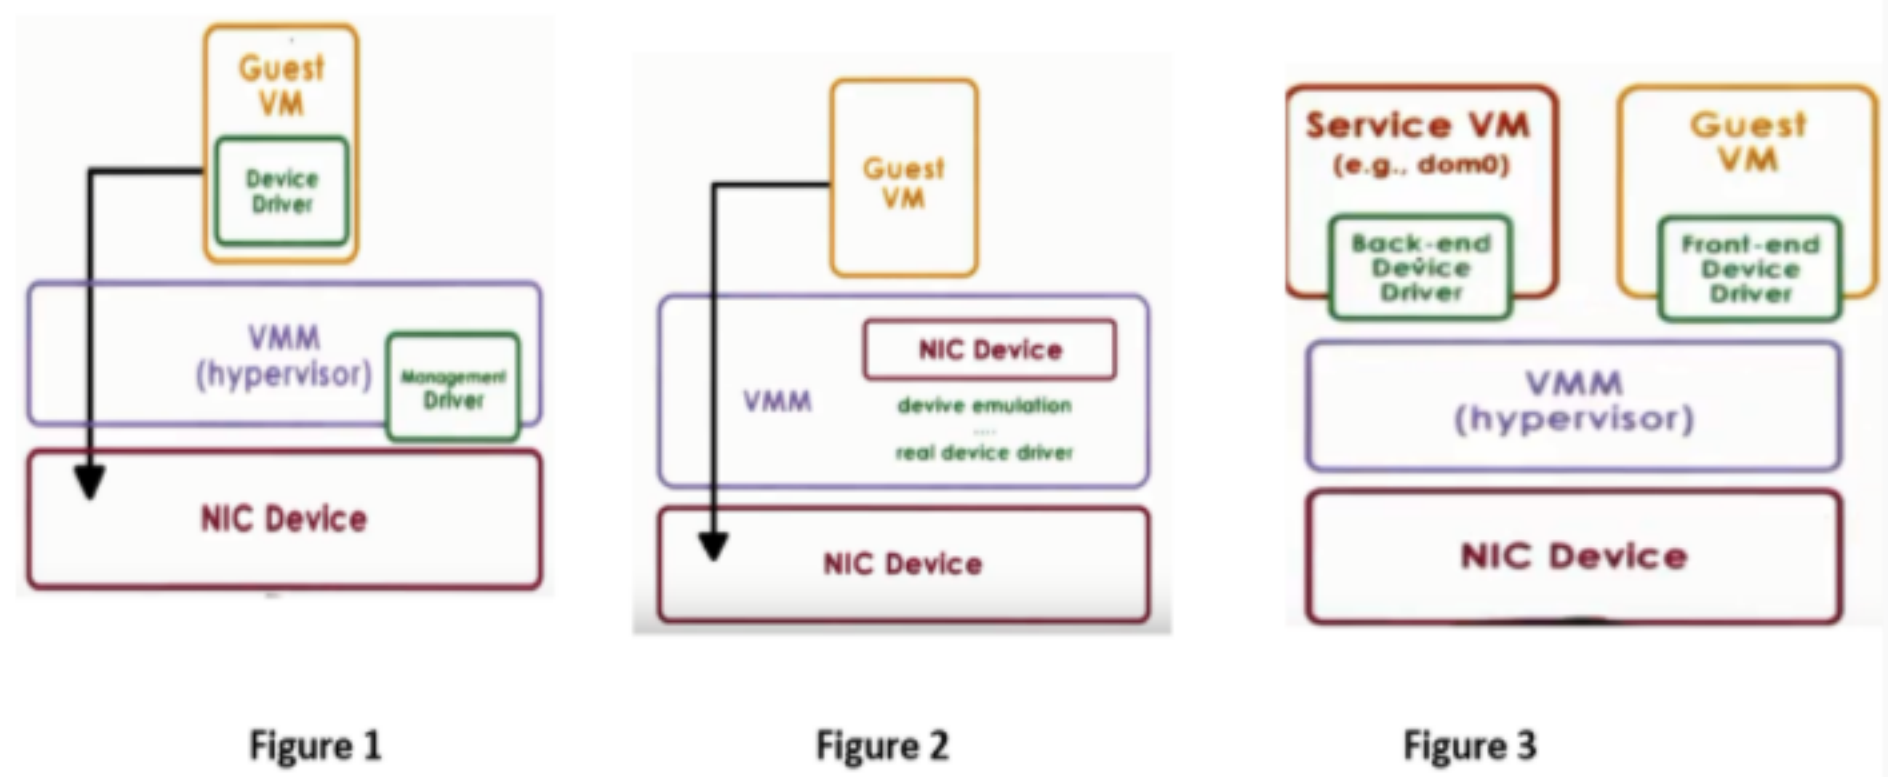 Guest
VM
Device
Driver
VMM
(hypervisor)
Management
Driver
NIC Device
Figure 1
Guest
VM
NIC Device
VMM
devive emulation
....
real device driver
NIC Device
Figure 2
Service VM
(e.g., dom0)
Back-end
Device
Driver
Guest
VM
Front-end
Device
Driver
VMM
(hypervisor)
NIC Device
Figure 3